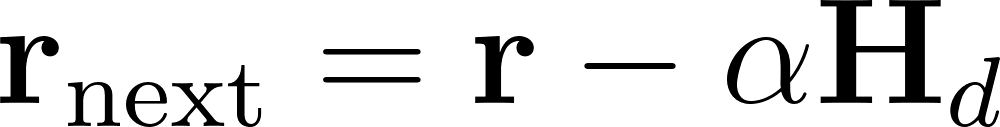 r_next = r − αH_d